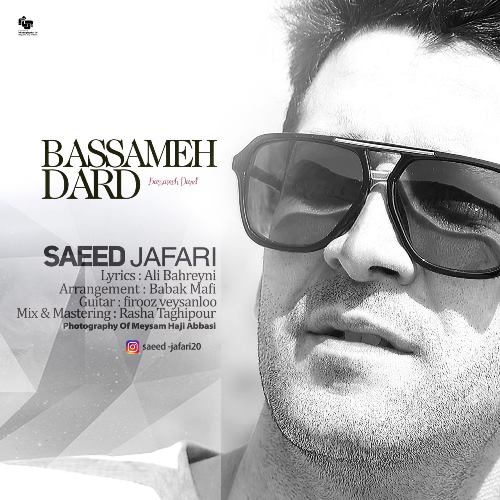 BASSAMEH
DARD
bassameh Dard
SAEED JAFARI
Lyrics : Ali Bahreyni
Arrangement : Babak Mafi
Guitar : firooz veysanloo
Mix & Mastering : Rasha Taghipour
Photography Of Meysam Haji Abbasi
saeed -jafari20